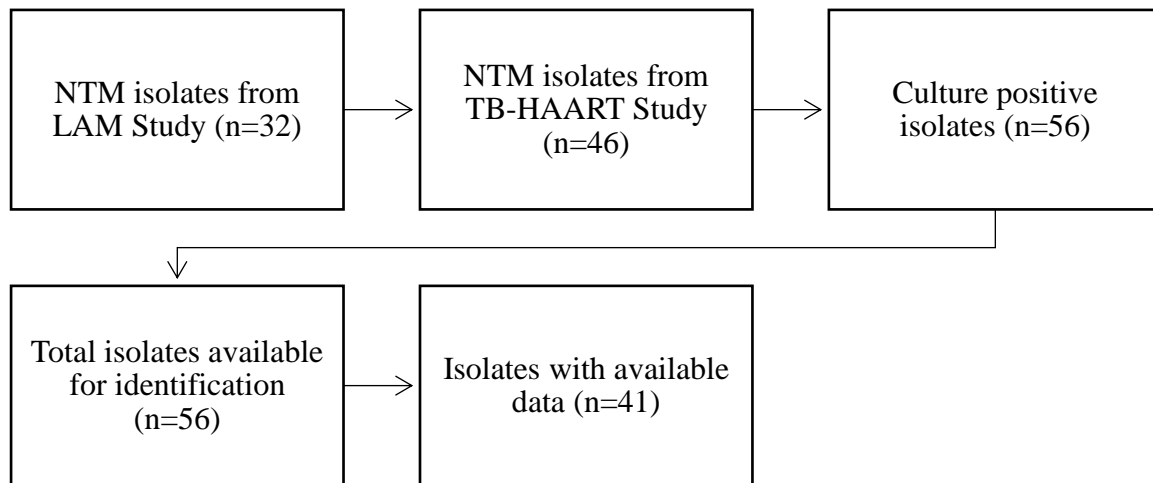 NTM isolates from
LAM Study (n=32)
NTM isolates from
TB-HAART Study
(n=46)
Culture positive
isolates (n=56)
Total isolates available
for identification
(n=56)
Isolates with available
data (n=41)